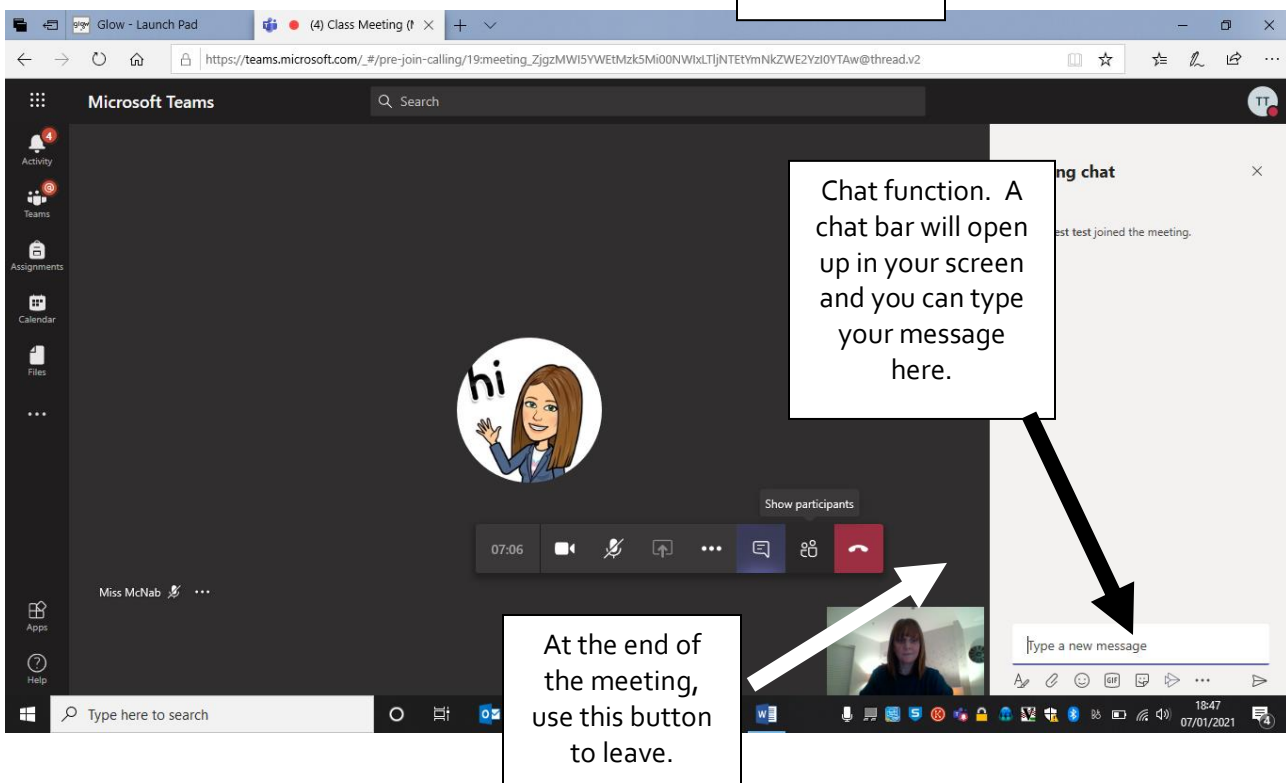 Glow - Launch Pad
(4) Class Meeting (
https://teams.microsoft.com/_#/pre-join-calling/19:meeting_ZjgzMWI5YWEtMzk5Mi00NWIxLTljNTEtYmNkZWE2YzI0YTAw@thread.v2
Microsoft Teams
Search
TT
4
Activity
@
Teams
Assignments
Calendar
Files
Apps
Help
hi
Chat function. A
chat bar will open
up in your screen
and you can type
your message
here.
ng chat
est test joined the meeting.
Show participants
07:06
Miss McNab
At the end of
the meeting,
use this button
to leave.
Type a new message
GIF
Type here to search
18:47
07/01/2021
4